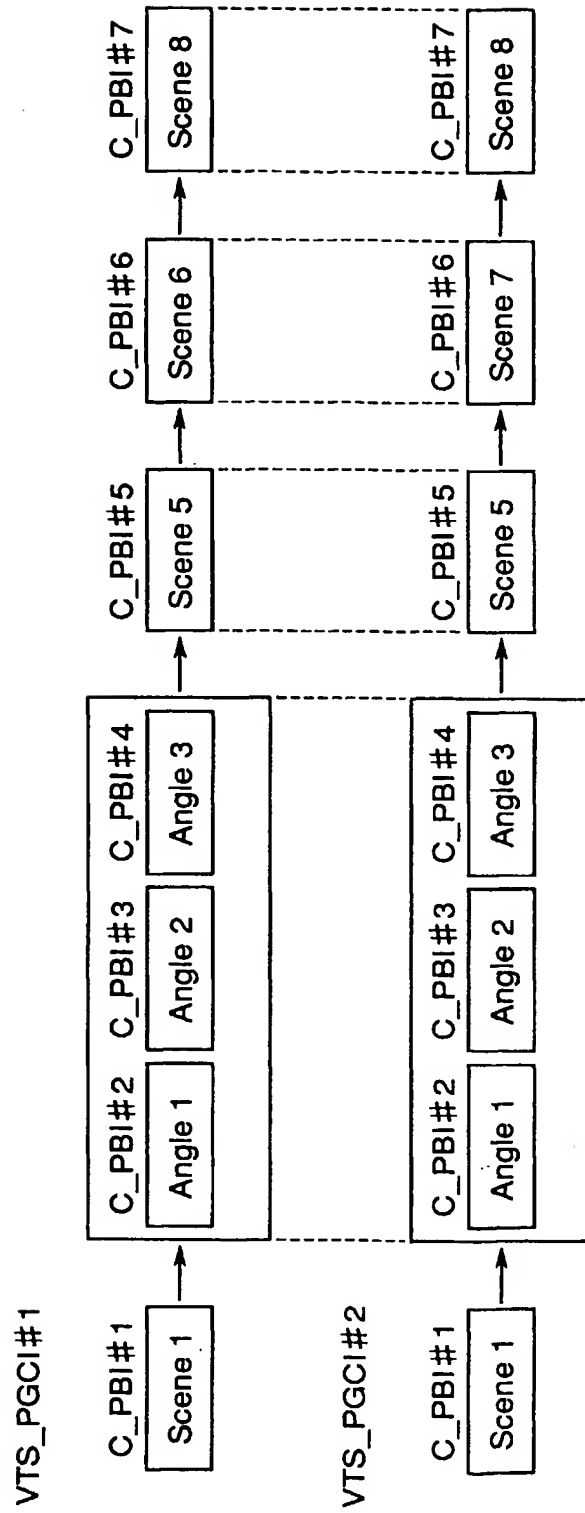 VTS_PGCI#1
C_PBI#1
Scene 1
C_PBI#2
Angle 1
C_PBI#3
Angle 2
C_PBI#4
Angle 3
C_PBI#5
Scene 5
C_PBI#6
Scene 6
C_PBI#7
Scene 8
VTS_PGCI#2
C_PBI#1
Scene 1
C_PBI#2
Angle 1
C_PBI#3
Angle 2
C_PBI#4
Angle 3
C_PBI#5
Scene 5
C_PBI#6
Scene 7
C_PBI#7
Scene 8